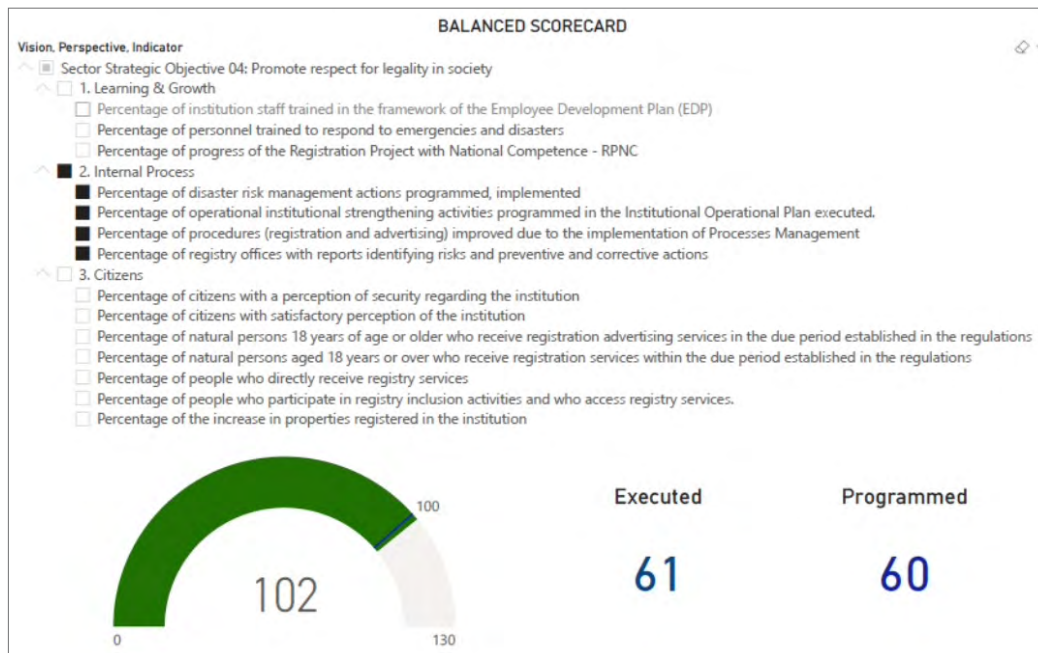 BALANCED SCORECARD
Vision, Perspective, Indicator
Sector Strategic Objective 04: Promote respect for legality in society
1. Learning & Growth
Percentage of institution staff trained in the framework of the Employee Development Plan (EDP)
Percentage of personnel trained to respond to emergencies and disasters
Percentage of progress of the Registration Project with National Competence - RPNC
2. Internal Process
Percentage of disaster risk management actions programmed, implemented
Percentage of operational institutional strengthening activities programmed in the Institutional Operational Plan executed.
Percentage of procedures (registration and advertising) improved due to the implementation of Processes Management
Percentage of registry offices with reports identifying risks and preventive and corrective actions
3. Citizens
Percentage of citizens with a perception of security regarding the institution
Percentage of citizens with satisfactory perception of the institution
Percentage of natural persons 18 years of age or older who receive registration advertising services in the due period established in the regulations
Percentage of natural persons aged 18 years or over who receive registration services within the due period established in the regulations
Percentage of people who directly receive registry services
Percentage of people who participate in registry inclusion activities and who access registry services.
Percentage of the increase in properties registered in the institution
100
102
0
130
Executed
Programmed
61
60